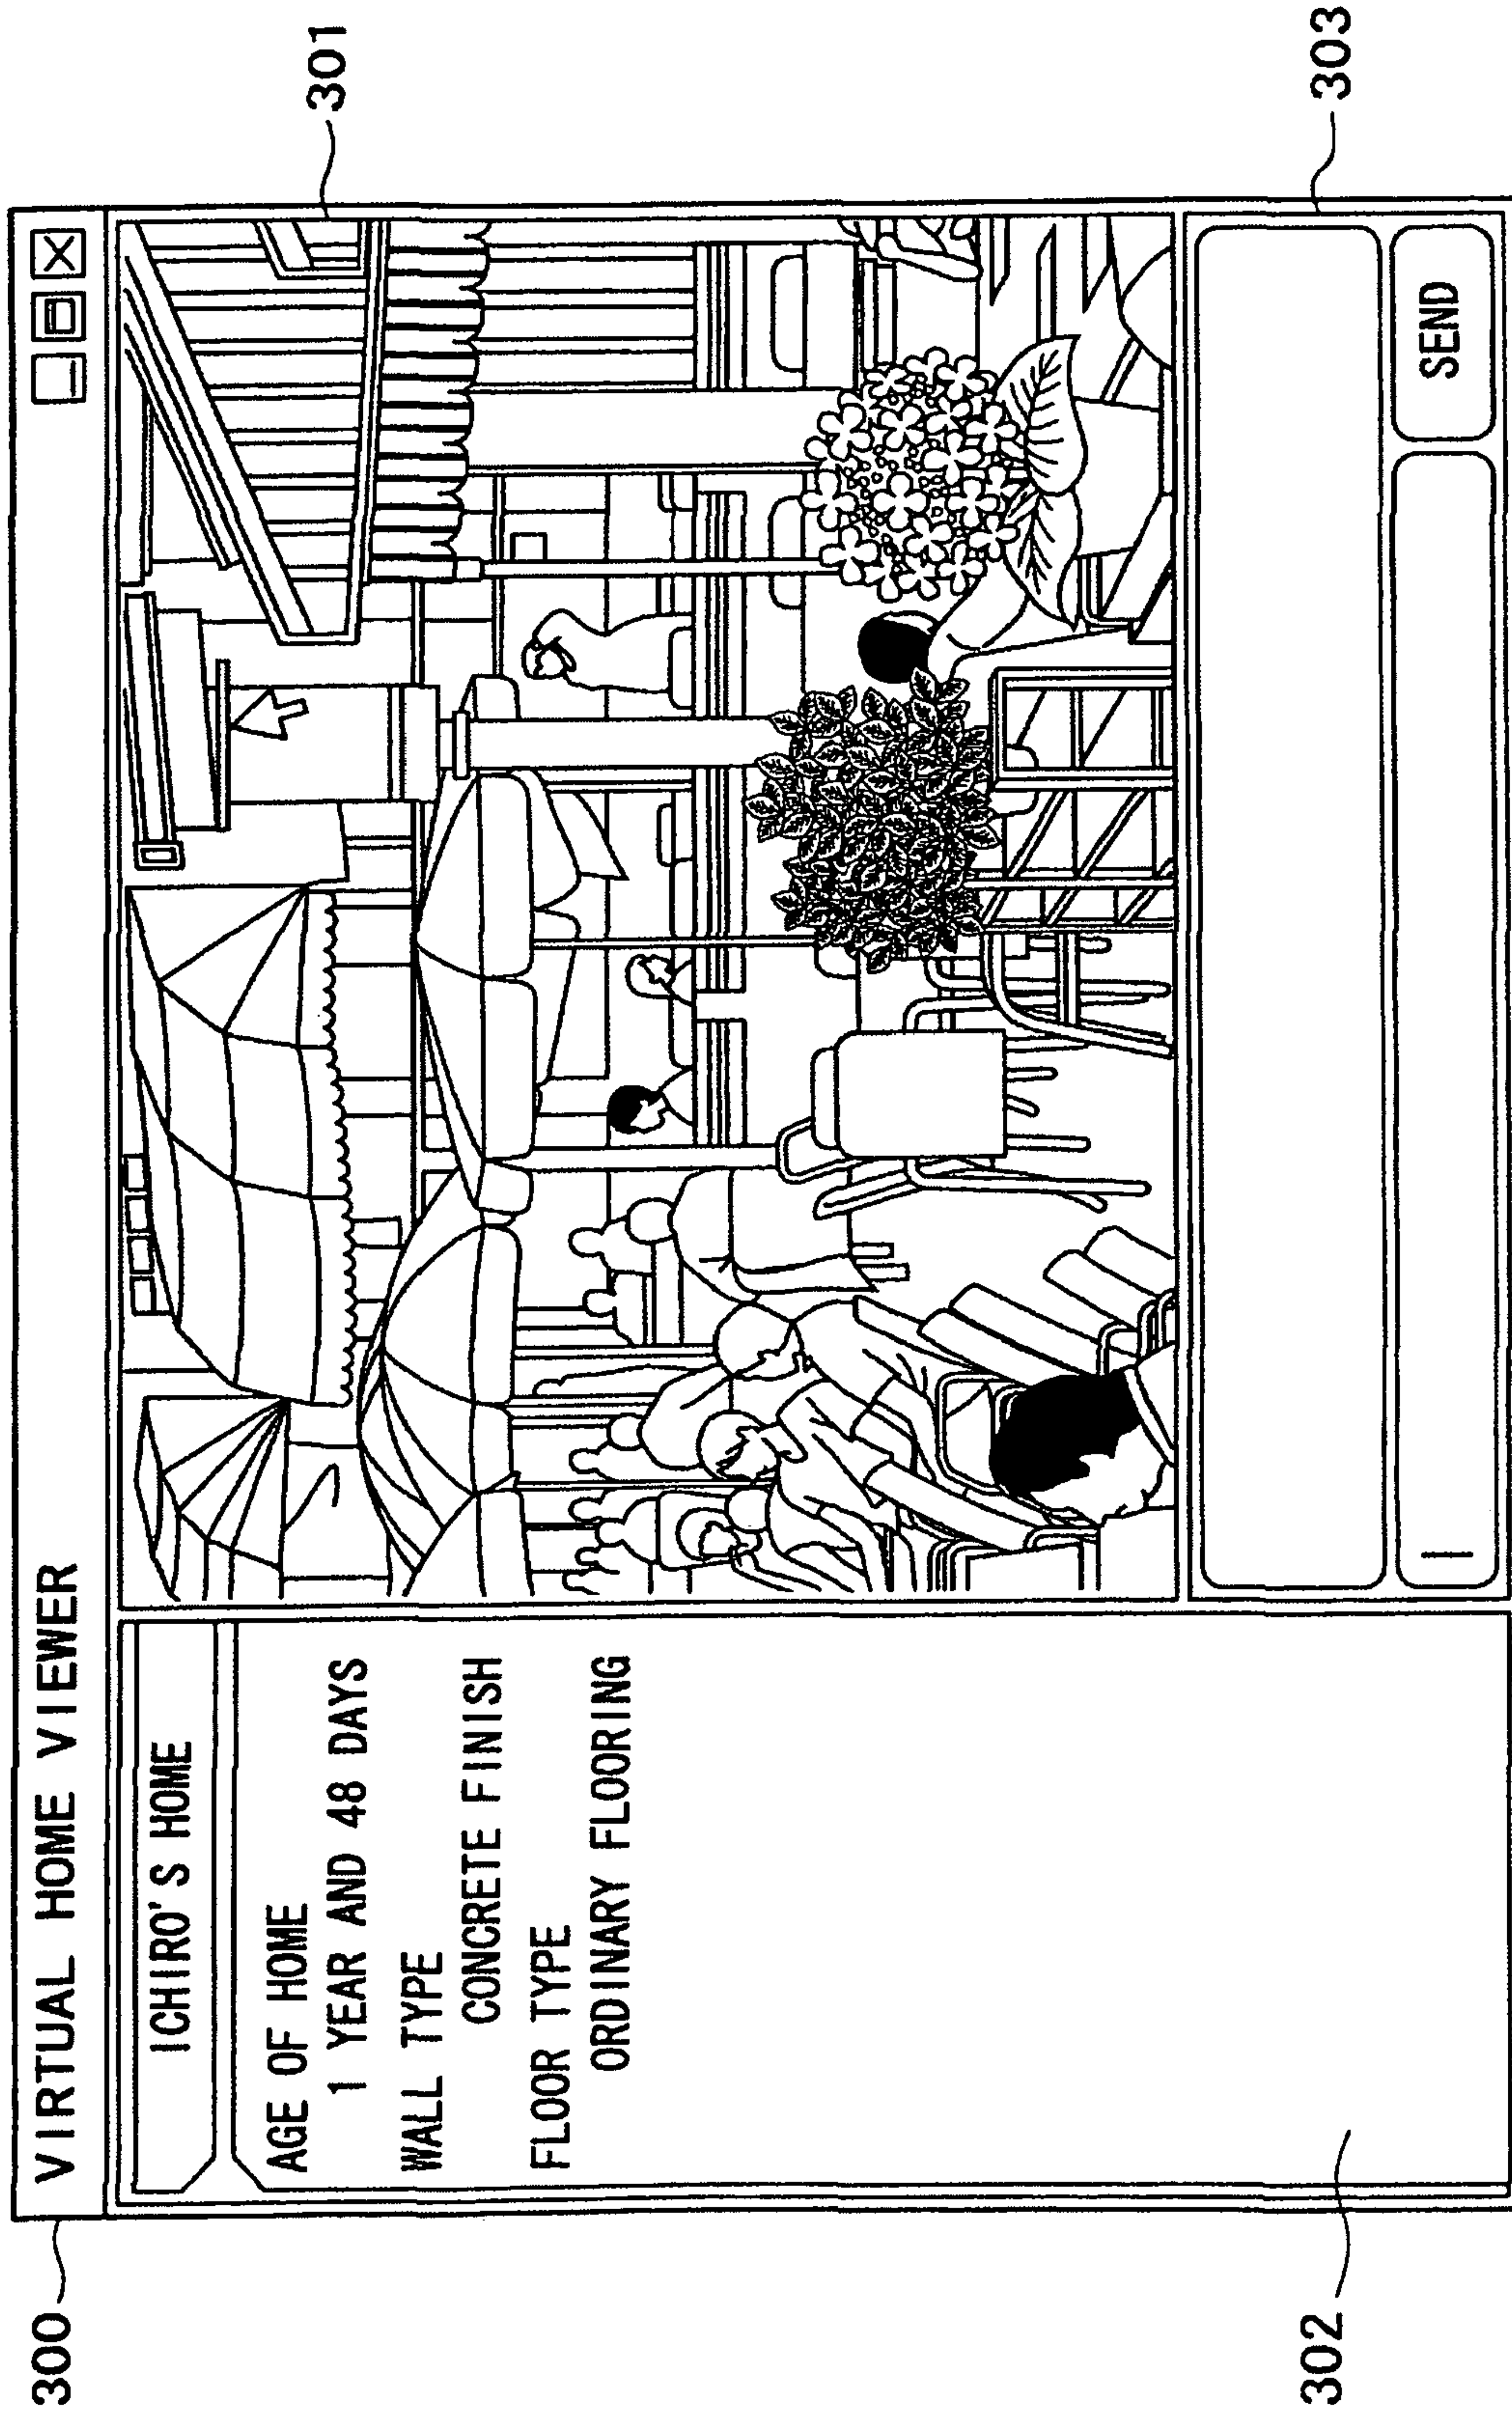 300
VIRTUAL HOME VIEWER
ICHIRO'S HOME
AGE OF HOME
1 YEAR AND 48 DAYS
WALL TYPE
CONCRETE FINISH
FLOOR TYPE
ORDINARY FLOORING
301
302
SEND
303